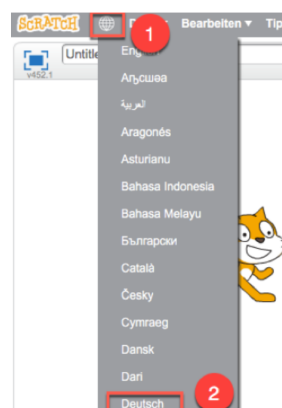 SCRATCH Bearbeiten ▼ Tip
1
Untitle
v452.1
English
Аҧсшәа
العربية
Aragonés
Asturianu
Bahasa Indonesia
Bahasa Melayu
Български
Català
Česky
Cymraeg
Dansk
Dari
Deutsch
2